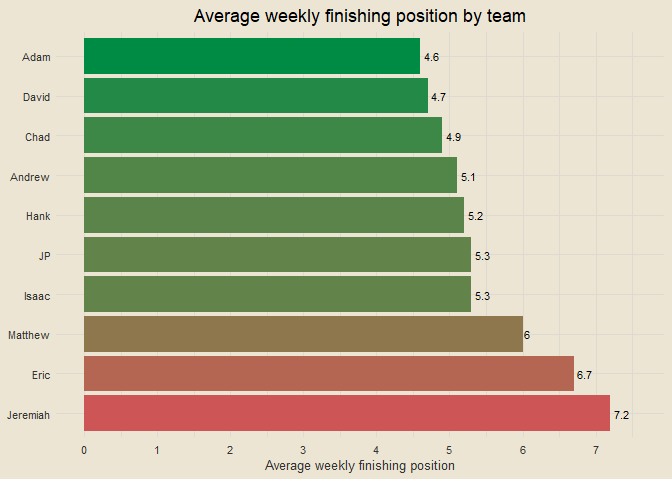 Average weekly finishing position by team
Adam 4.6
David 4.7
Chad 4.9
Andrew 5.1
Hank 5.2
JP 5.3
Isaac 5.3
Matthew 6
Eric 6.7
Jeremiah 7.2
0 1 2 3 4 5 6 7
Average weekly finishing position